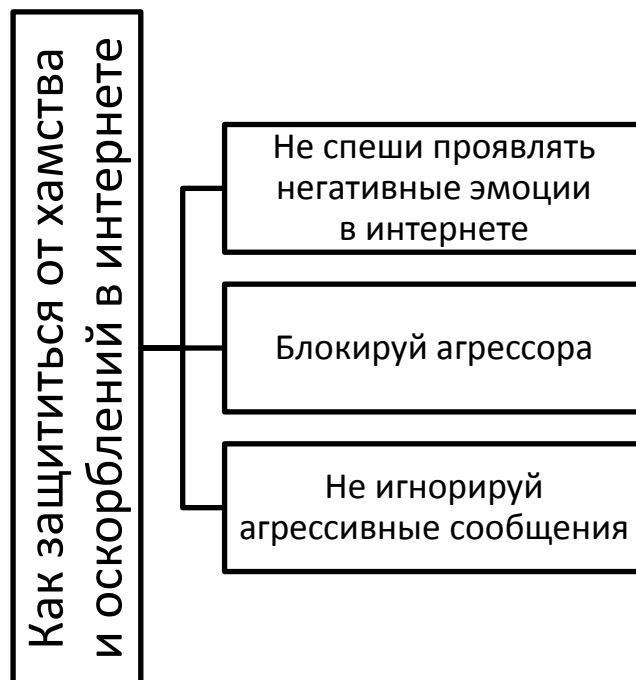 Как защититься от хамства
и оскорблений в интернете
Не спеши проявлять
негативные эмоции
в интернете
Блокируй агрессора
Не игнорируй
агрессивные сообщения